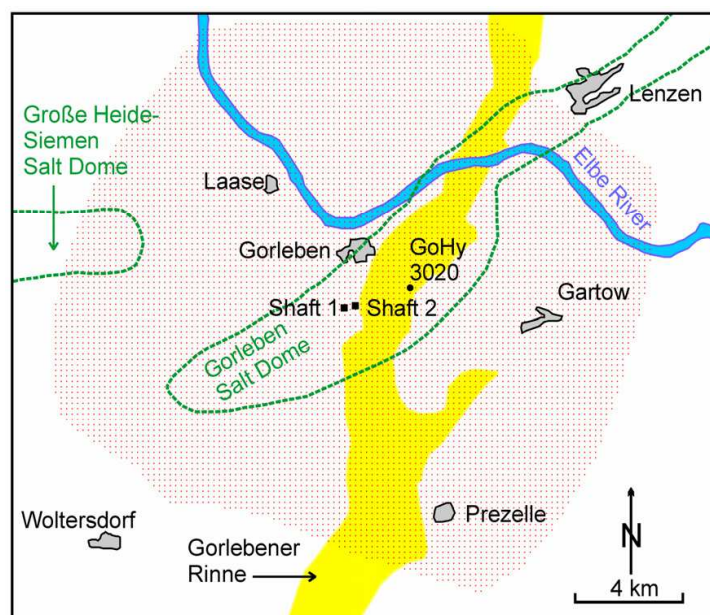 Große Heide-
Siemen
Salt Dome
Lenzen
Laase
Elbe River
Gorleben
GoHy
3020
Gartow
Shaft 1
Shaft 2
Gorleben
Salt Dome
Woltersdorf
Prezelle
Gorlebener
Rinne
N
4 km